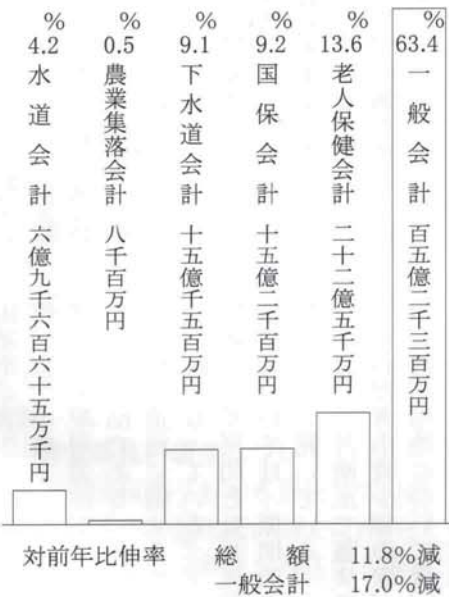 一般会計 百五億二千三百万円
63.4%
老人保健会計 二十二億五千万円
13.6%
国保会計 十五億二千百万円
9.2%
下水道会計 十五億千五百万円
9.1%
農業集落会計 八千百万円
0.5%
水道会計 六億九千六百六十五万千円
4.2%
対前年比伸率 総額 11.8%減
一般会計 17.0%減